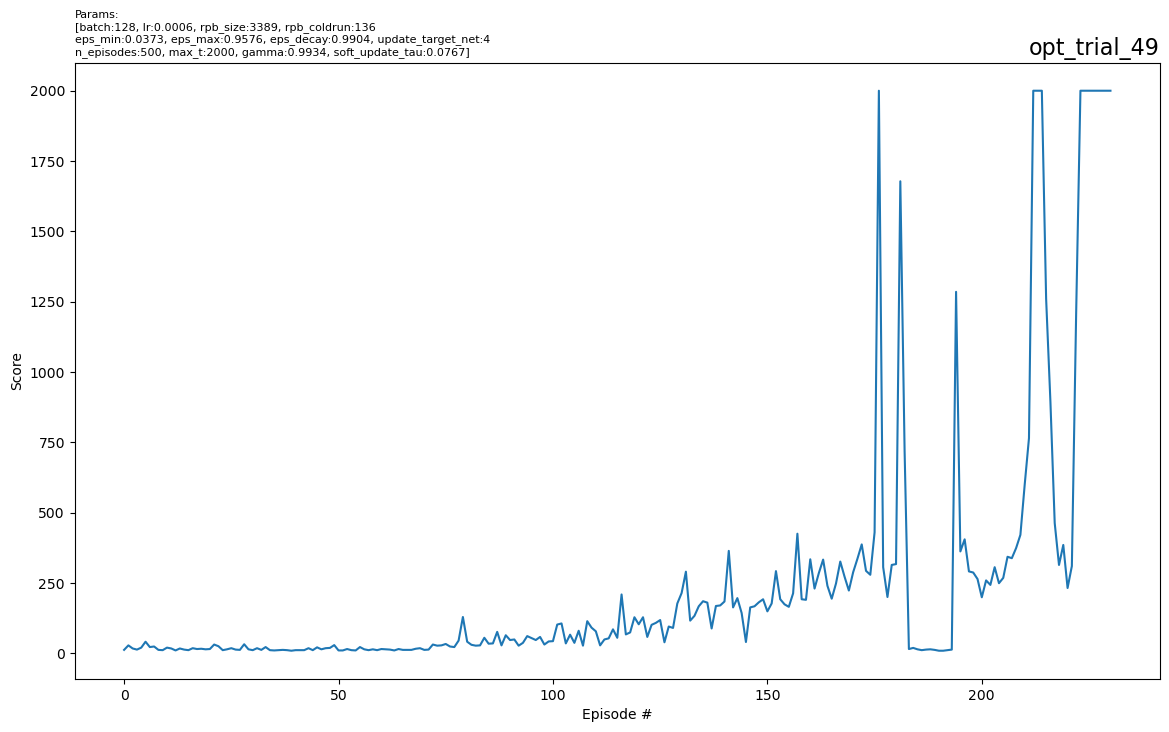 Params:
[batch:128, lr:0.0006, rpb_size:3389, rpb_coldrun:136
eps_min:0.0373, eps_max:0.9576, eps_decay:0.9904, update_target_net:4
n_episodes:500, max_t:2000, gamma:0.9934, soft_update_tau:0.0767]
opt_trial_49
2000
1750
1500
1250
1000
750
500
250
0
Score
0 50 100 150 200
Episode #